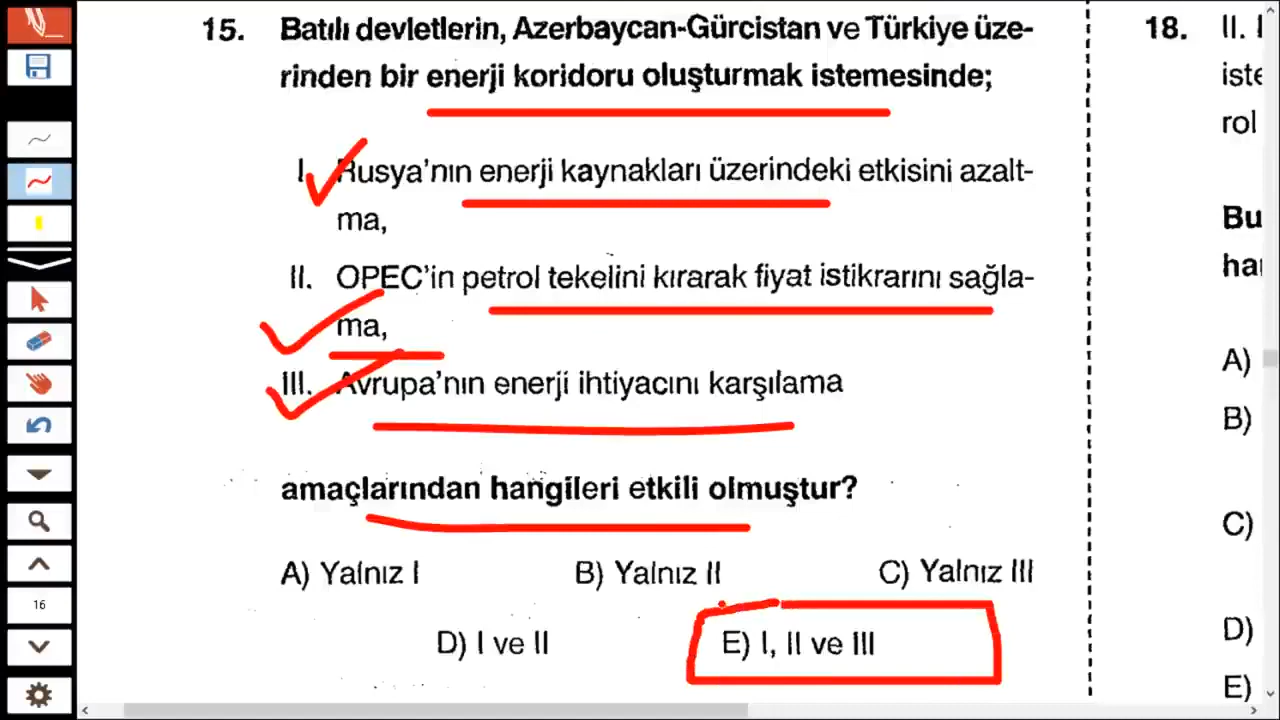 15. Batılı devletlerin, Azerbaycan-Gürcistan ve Türkiye üze-
rinden bir enerji koridoru oluşturmak istemesinde;
I. Rusya'nın enerji kaynakları üzerindeki etkisini azalt-
ma,
II. OPEC'in petrol tekelini kırarak fiyat istikrarını sağla-
ma,
III. Avrupa'nın enerji ihtiyacını karşılama
amaçlarından hangileri etkili olmuştur?
A) Yalnız I B) Yalnız II C) Yalnız III
D) I ve II E) I, II ve III
18. II.
rol
Bu
A)
B)
C)
D)
E)
16